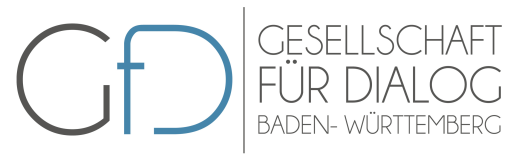 GfD
GESELLSCHAFT
FÜR DIALOG
BADEN- WÜRTTEMBERG